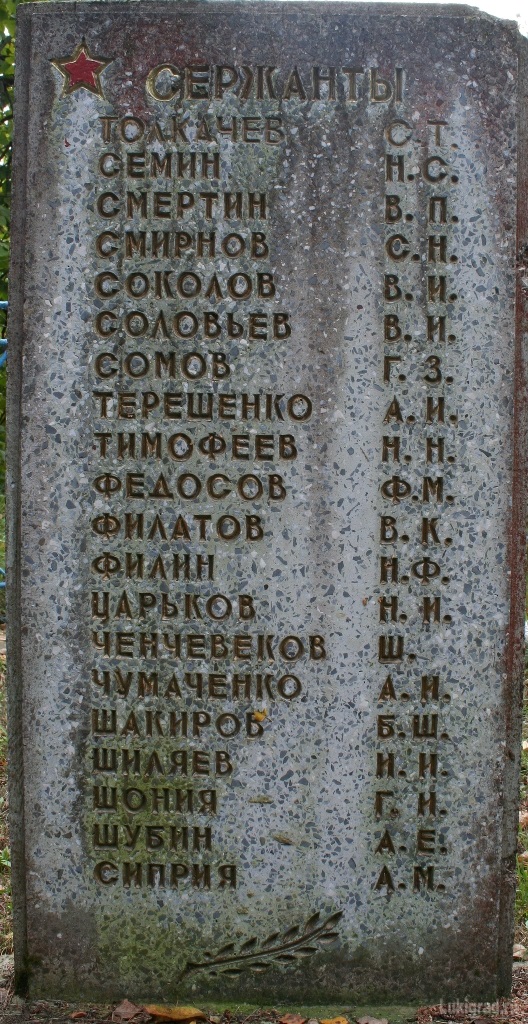 СЕРЖАНТЫ
ТОЛКАЧЕВ С.Т.
СЕМИН Н.С.
СМЕРТИН В.П.
СМИРНОВ С.Н.
СОКОЛОВ В.И.
СОЛОВЬЕВ В.И.
СОМОВ Г.З.
ТЕРЕШЕНКО А.И.
ТИМОФЕЕВ Н.Н.
ФЕДОСОВ Ф.М.
ФИЛАТОВ В.К.
ФИЛИН Н.Ф.
ЦАРЬКОВ Н.И.
ЧЕНЧЕВЕКОВ Ш.
ЧУМАЧЕНКО А.И.
ШАКИРОВ Б.Ш.
ШИЛЯЕВ И.И.
ШОНИЯ Г.И.
ШУБИН А.Е.
СИПРИЯ А.М.